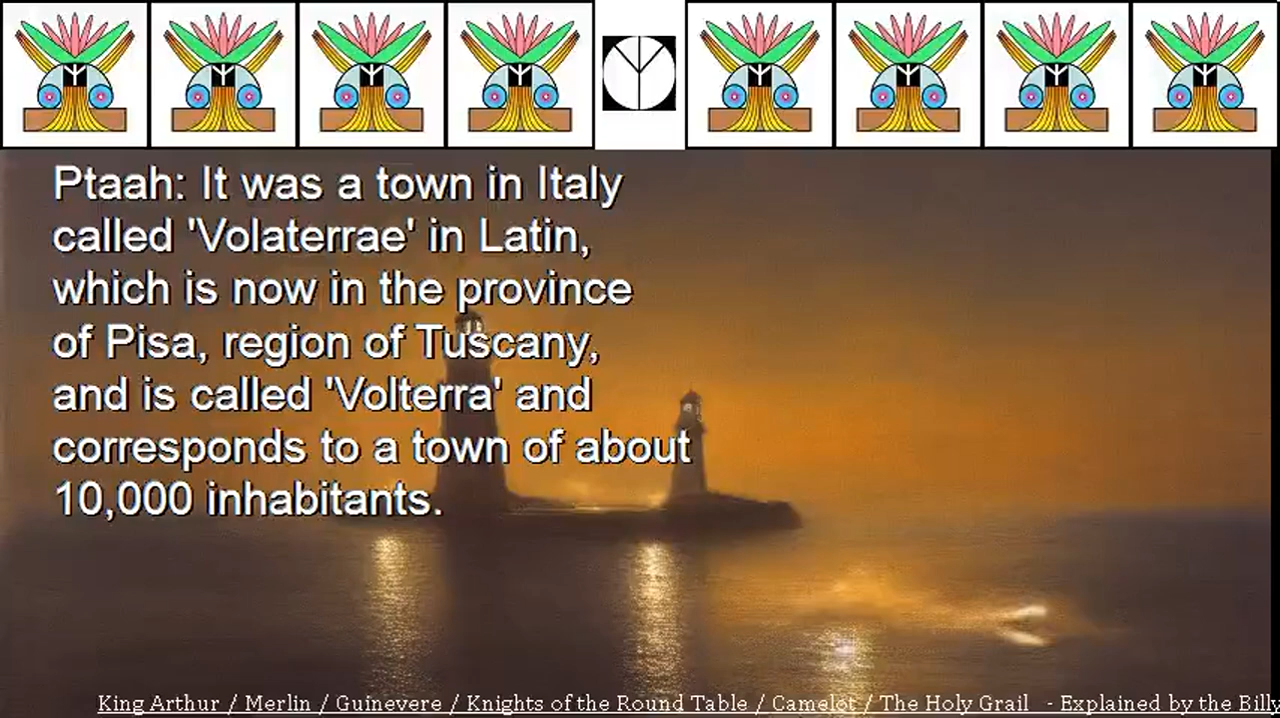 Ptaah: It was a town in Italy
called 'Volaterrae' in Latin,
which is now in the province
of Pisa, region of Tuscany,
and is called 'Volterra' and
corresponds to a town of about
10,000 inhabitants.
King Arthur / Merlin / Guinevere / Knights of the Round Table / Camelot / The Holy Grail - Explained by the Billy